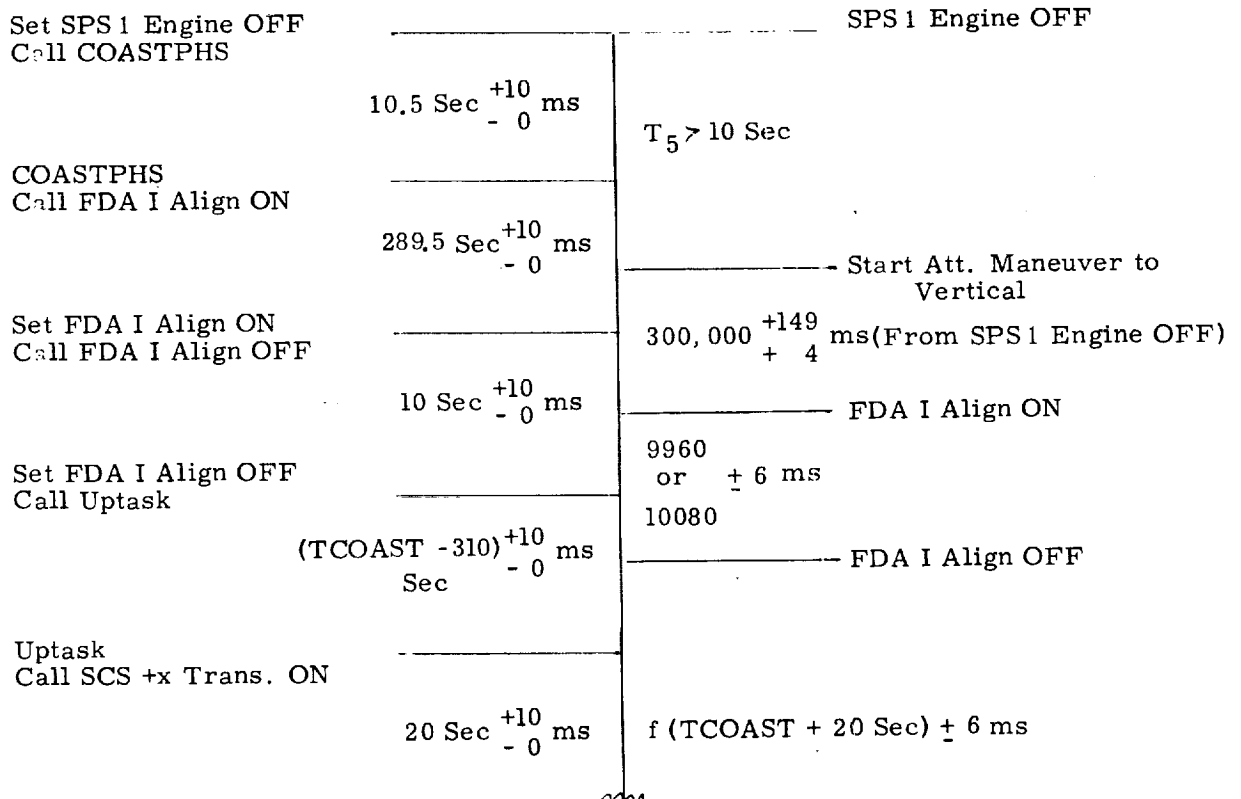 Set SPS 1 Engine OFF
Call COASTPHS
SPS 1 Engine OFF
10.5 Sec +10 - 0 ms
T5 > 10 Sec
COASTPHS
Call FDA I Align ON
289.5 Sec +10 - 0 ms
Start Att. Maneuver to
Vertical
Set FDA I Align ON
Call FDA I Align OFF
300,000 +149 + 4 ms (From SPS 1 Engine OFF)
10 Sec +10 - 0 ms
FDA I Align ON
9960
or ± 6 ms
10080
Set FDA I Align OFF
Call Uptask
(TCOAST -310) +10 - 0 ms
Sec
FDA I Align OFF
Uptask
Call SCS +x Trans. ON
20 Sec +10 - 0 ms
f (TCOAST + 20 Sec) ± 6 ms